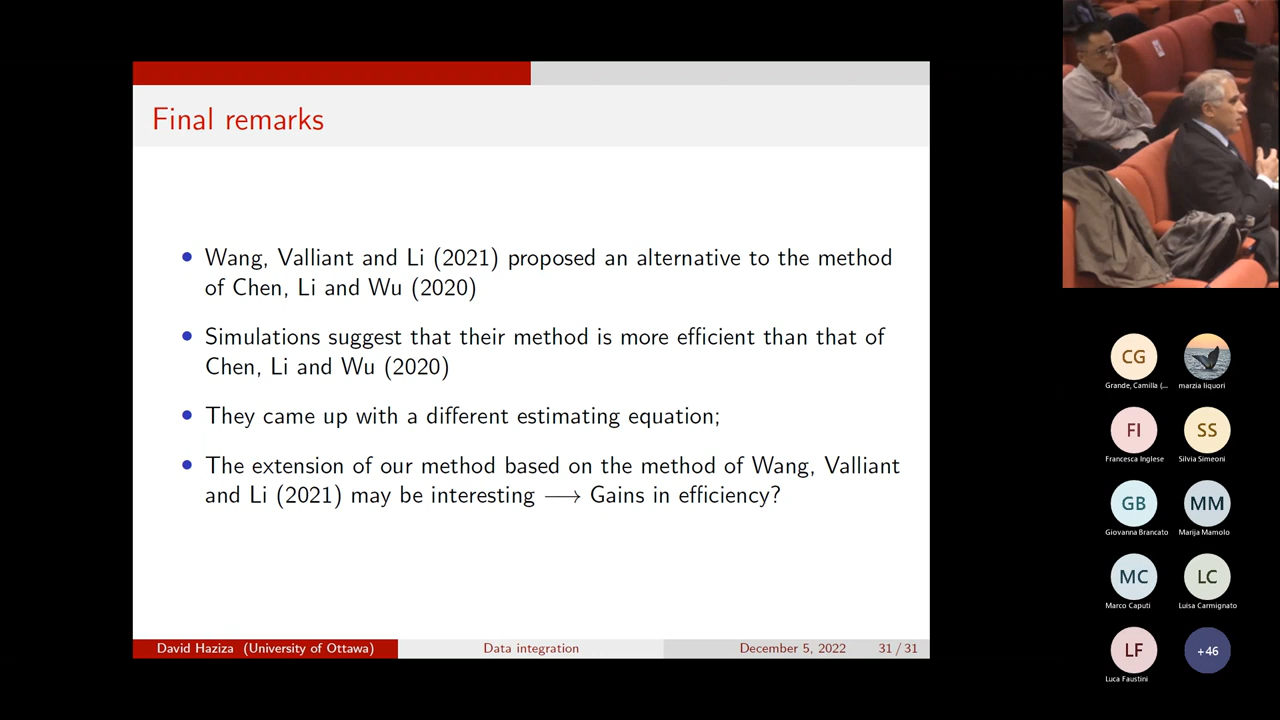 Final remarks
• Wang, Valliant and Li (2021) proposed an alternative to the method
of Chen, Li and Wu (2020)
• Simulations suggest that their method is more efficient than that of
Chen, Li and Wu (2020)
• They came up with a different estimating equation;
• The extension of our method based on the method of Wang, Valliant
and Li (2021) may be interesting ⟶ Gains in efficiency?
David Haziza (University of Ottawa) Data integration December 5, 2022 31 / 31
CG
Grande, Camilla (...
marzia liquori
FI SS
Francesca Inglese Silvia Simeoni
GB MM
Giovanna Brancato Marija Mamolo
MC LC
Marco Caputi Luisa Carmignato
LF +46
Luca Faustini